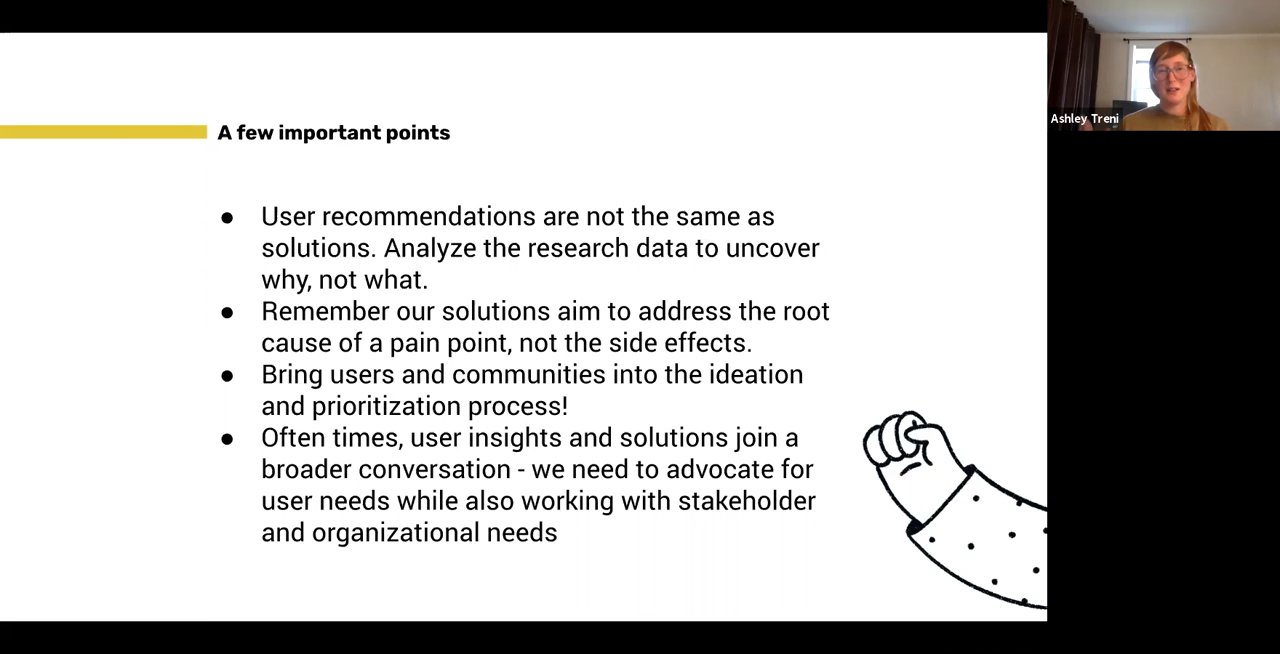 A few important points
● User recommendations are not the same as
solutions. Analyze the research data to uncover
why, not what.
● Remember our solutions aim to address the root
cause of a pain point, not the side effects.
● Bring users and communities into the ideation
and prioritization process!
● Often times, user insights and solutions join a
broader conversation - we need to advocate for
user needs while also working with stakeholder
and organizational needs
Ashley Treni